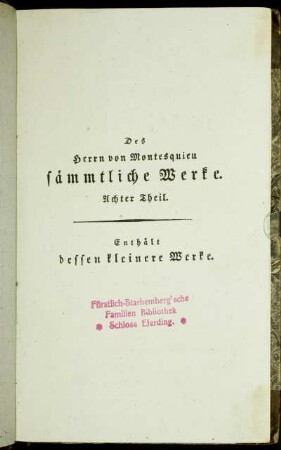 Des
Herrn von Montesquieu
sämmtliche Werke.
Achter Theil.
Enthält
dessen kleinere Werke.
Fürstlich-Starhemberg'sche
Familien Bibliothek
* Schloss Eferding. *